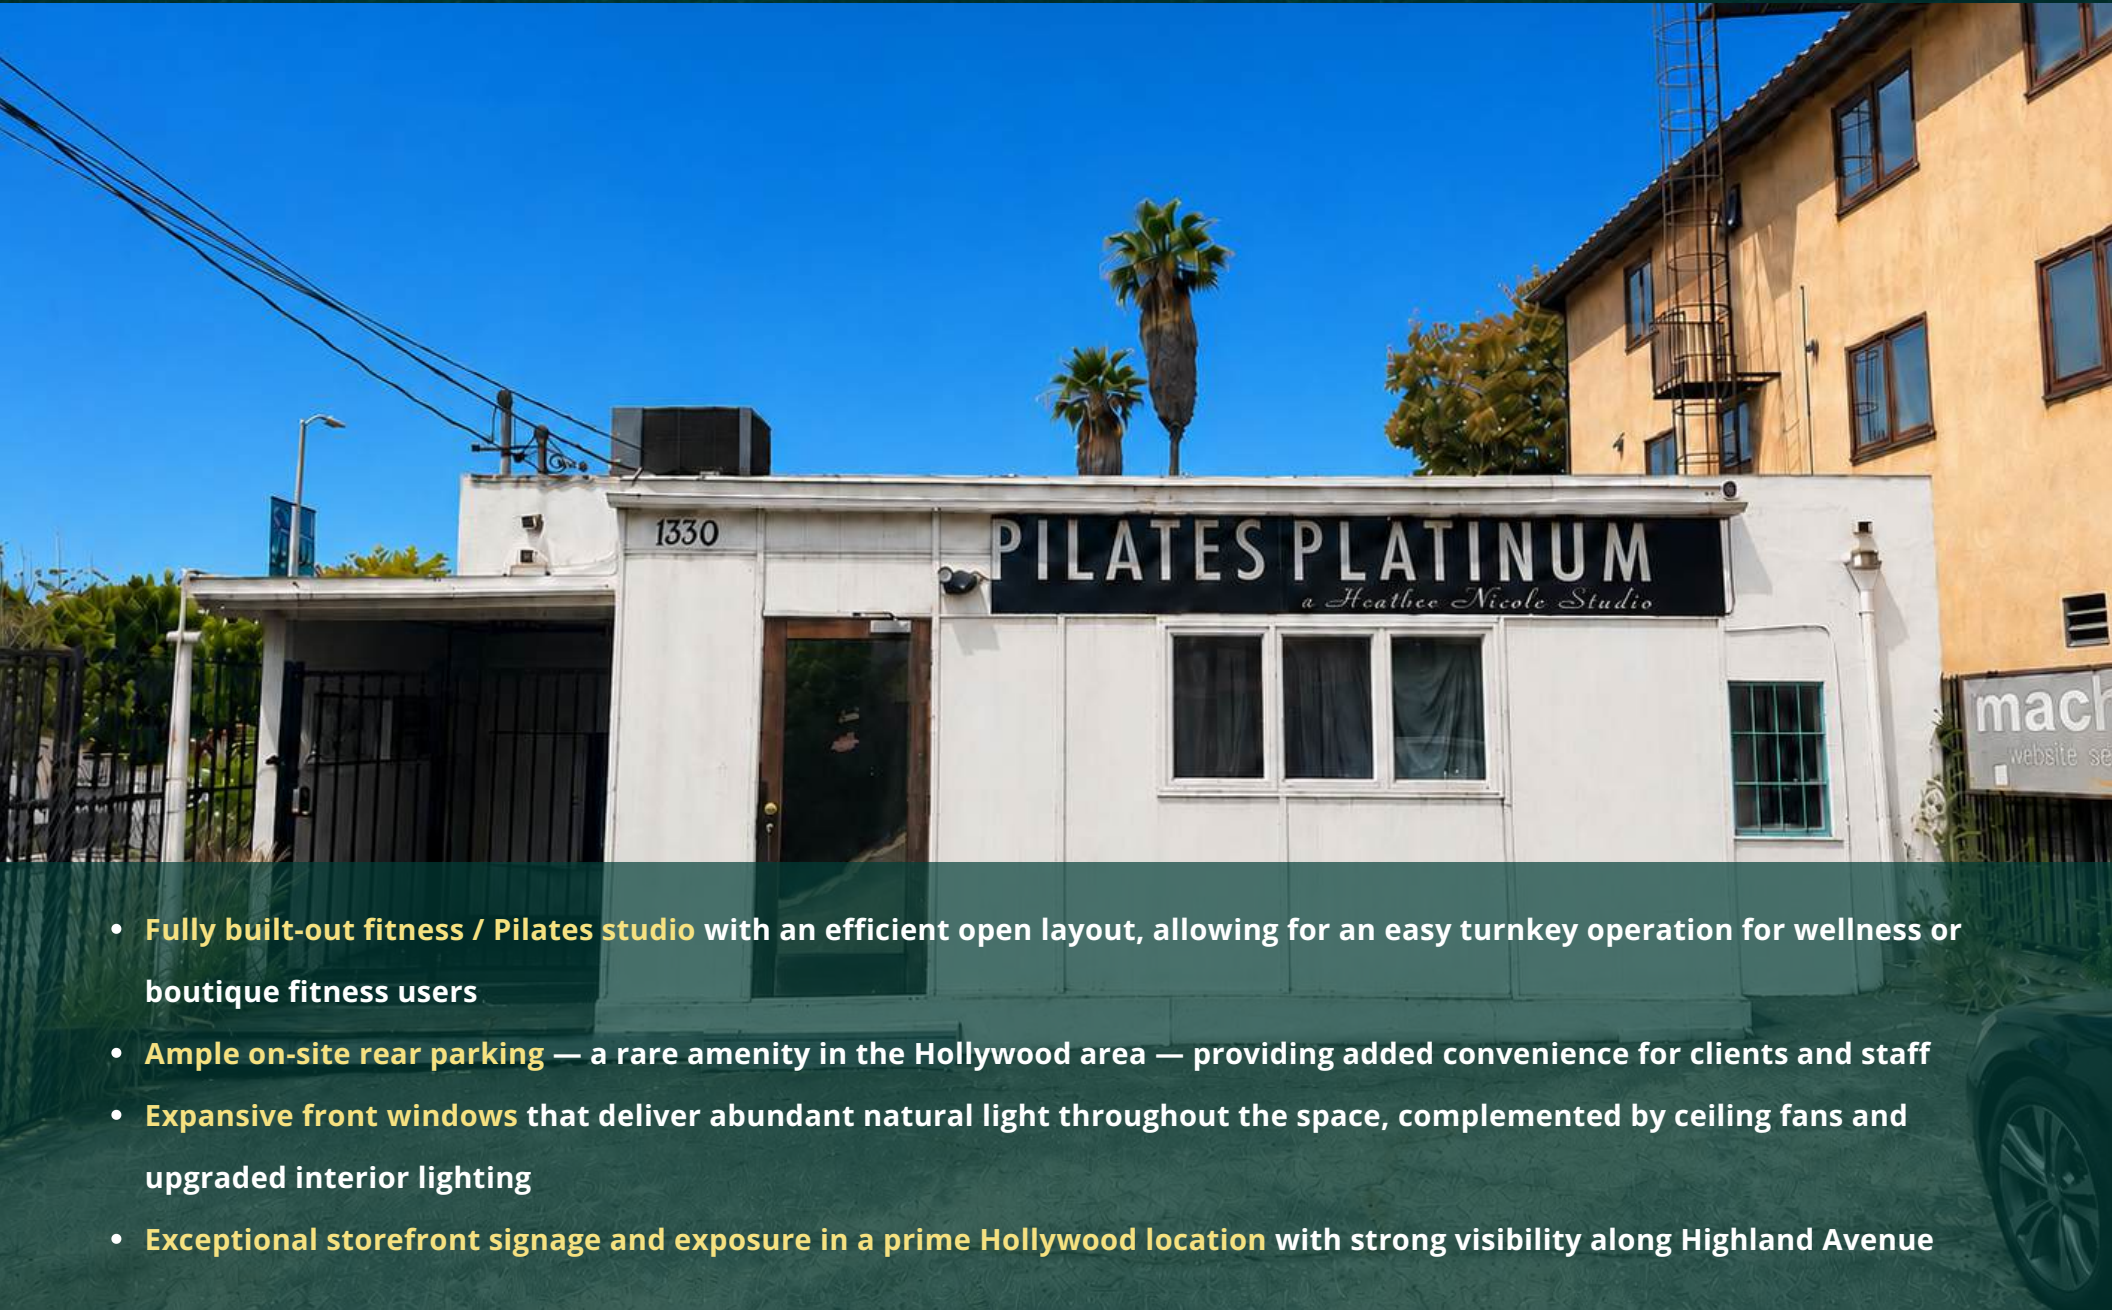 1330
PILATES PLATINUM
a Heather Nicole Studio
mach
website se
• Fully built-out fitness / Pilates studio with an efficient open layout, allowing for an easy turnkey operation for wellness or
boutique fitness users
• Ample on-site rear parking — a rare amenity in the Hollywood area — providing added convenience for clients and staff
• Expansive front windows that deliver abundant natural light throughout the space, complemented by ceiling fans and
upgraded interior lighting
• Exceptional storefront signage and exposure in a prime Hollywood location with strong visibility along Highland Avenue